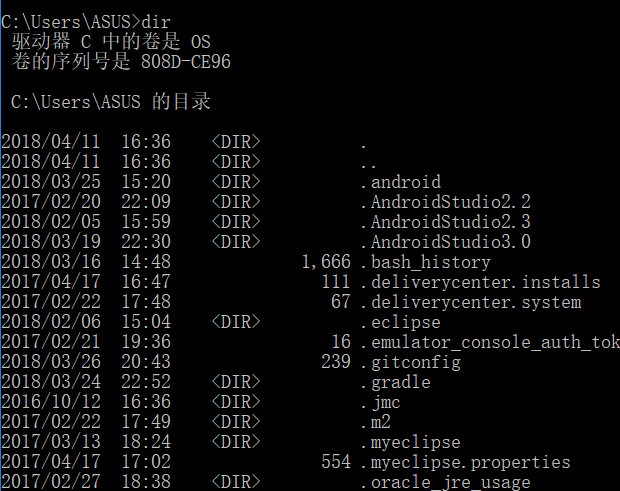 C:\Users\ASUS>dir
驱动器 C 中的卷是 OS
卷的序列号是 808D-CE96
C:\Users\ASUS 的目录
2018/04/11 16:36 <DIR> .
2018/04/11 16:36 <DIR> ..
2018/03/25 15:20 <DIR> .android
2017/02/20 22:09 <DIR> .AndroidStudio2.2
2018/02/05 15:59 <DIR> .AndroidStudio2.3
2018/03/19 22:30 <DIR> .AndroidStudio3.0
2018/03/16 14:48 1,666 .bash_history
2017/04/17 16:47 111 .deliverycenter.installs
2017/02/22 17:48 67 .deliverycenter.system
2018/02/06 15:04 <DIR> .eclipse
2017/02/21 19:36 16 .emulator_console_auth_tok
2018/03/26 20:43 239 .gitconfig
2018/03/24 22:52 <DIR> .gradle
2016/10/12 16:36 <DIR> .jmc
2017/02/22 17:49 <DIR> .m2
2017/03/13 18:24 <DIR> .myeclipse
2017/04/17 17:02 554 .myeclipse.properties
2017/02/27 18:38 <DIR> .oracle_jre_usage